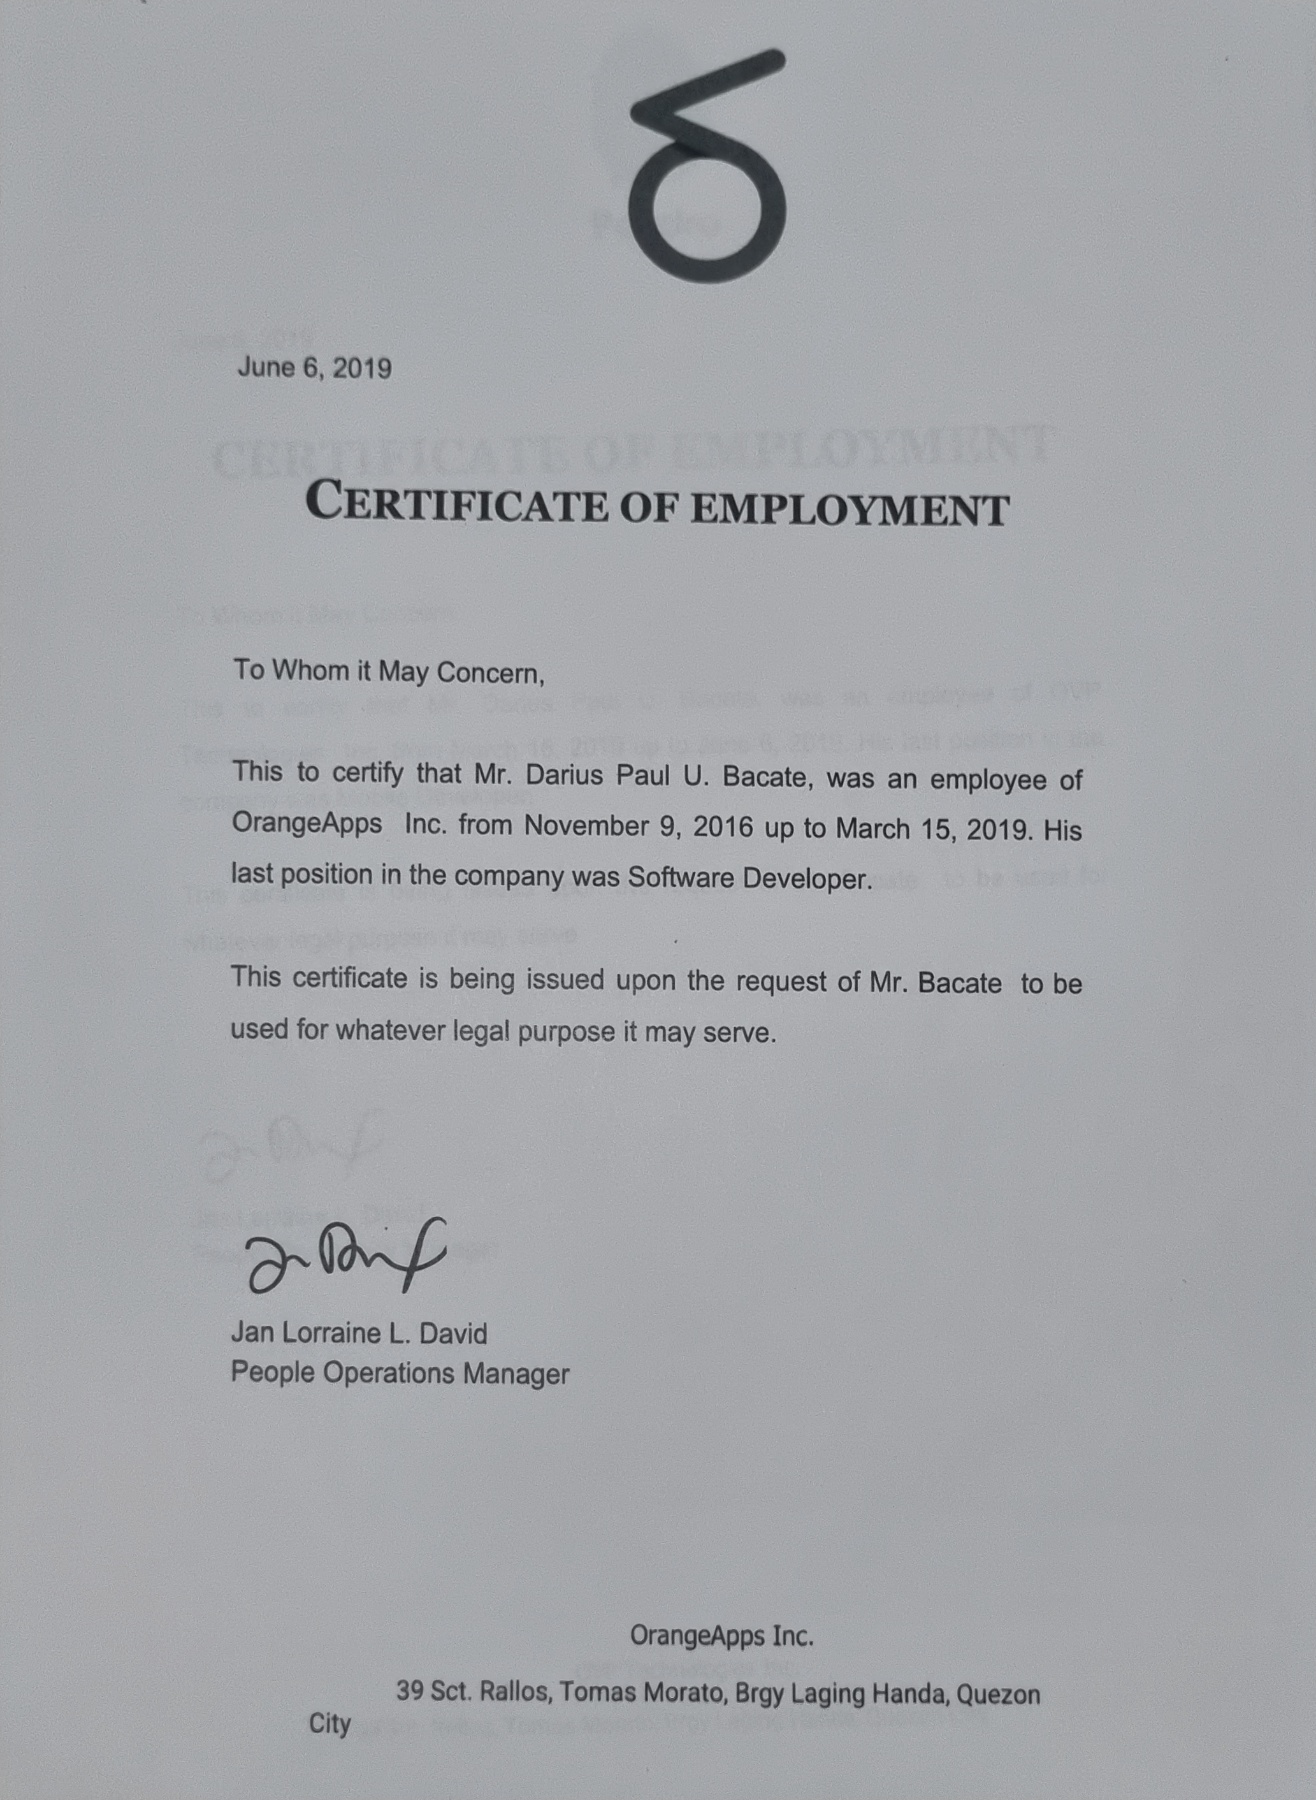 June 6, 2019
CERTIFICATE OF EMPLOYMENT
To Whom it May Concern,
This to certify that Mr. Darius Paul U. Bacate, was an employee of
OrangeApps Inc. from November 9, 2016 up to March 15, 2019. His
last position in the company was Software Developer.
This certificate is being issued upon the request of Mr. Bacate to be
used for whatever legal purpose it may serve.
Jan Lorraine L. David
People Operations Manager
OrangeApps Inc.
39 Sct. Rallos, Tomas Morato, Brgy Laging Handa, Quezon
City